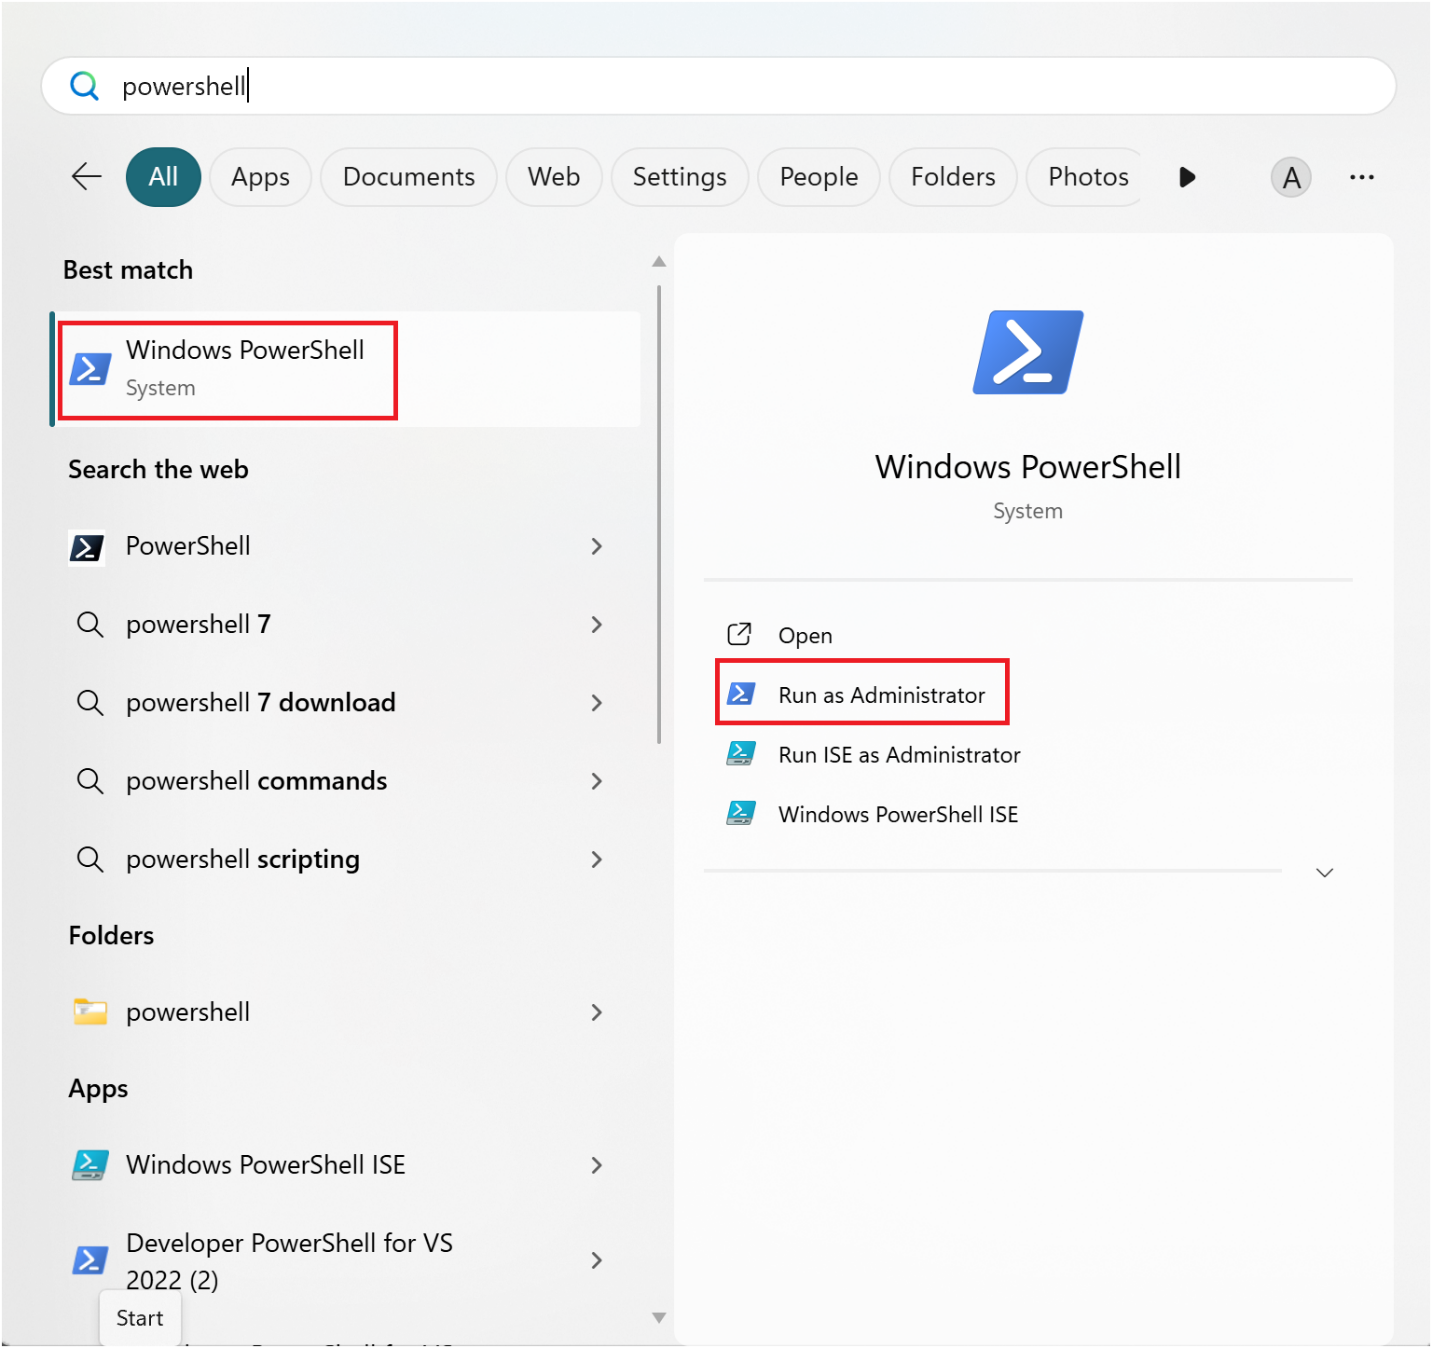 powershell
All
Apps
Documents
Web
Settings
People
Folders
Photos
A
Best match
Windows PowerShell
System
Search the web
PowerShell
powershell 7
powershell 7 download
powershell commands
powershell scripting
Folders
powershell
Apps
Windows PowerShell ISE
Developer PowerShell for VS
2022 (2)
Start
Windows PowerShell
System
Open
Run as Administrator
Run ISE as Administrator
Windows PowerShell ISE